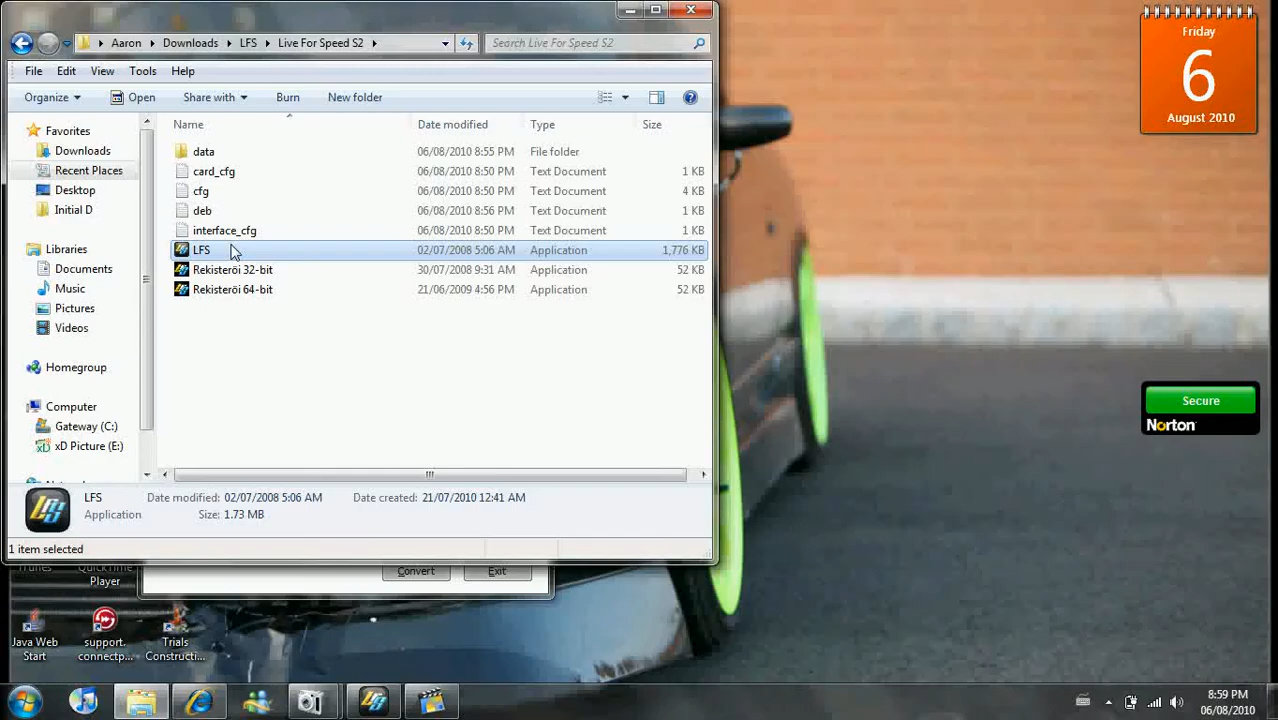 Aaron Downloads LFS Live For Speed S2
Search Live For Speed S2
File Edit View Tools Help
Organize Open Share with Burn New folder
Name Date modified Type Size
Favorites
Downloads
Recent Places
Desktop
Initial D
Libraries
Documents
Music
Pictures
Videos
Homegroup
Computer
Gateway (C:)
xD Picture (E:)
data 06/08/2010 8:55 PM File folder
card_cfg 06/08/2010 8:50 PM Text Document 1 KB
cfg 06/08/2010 8:50 PM Text Document 4 KB
deb 06/08/2010 8:56 PM Text Document 1 KB
interface_cfg 06/08/2010 8:50 PM Text Document 1 KB
LFS 02/07/2008 5:06 AM Application 1,776 KB
Rekisteröi 32-bit 30/07/2008 9:31 AM Application 52 KB
Rekisteröi 64-bit 21/06/2009 4:56 PM Application 52 KB
LFS Date modified: 02/07/2008 5:06 AM Date created: 21/07/2010 12:41 AM
Application Size: 1.73 MB
1 item selected
Convert Exit
iTunes QuickTime
Player
Java Web
Start
support.
connectp...
Trials
Constructi...
Friday
6
August 2010
Secure
Norton
8:59 PM
06/08/2010